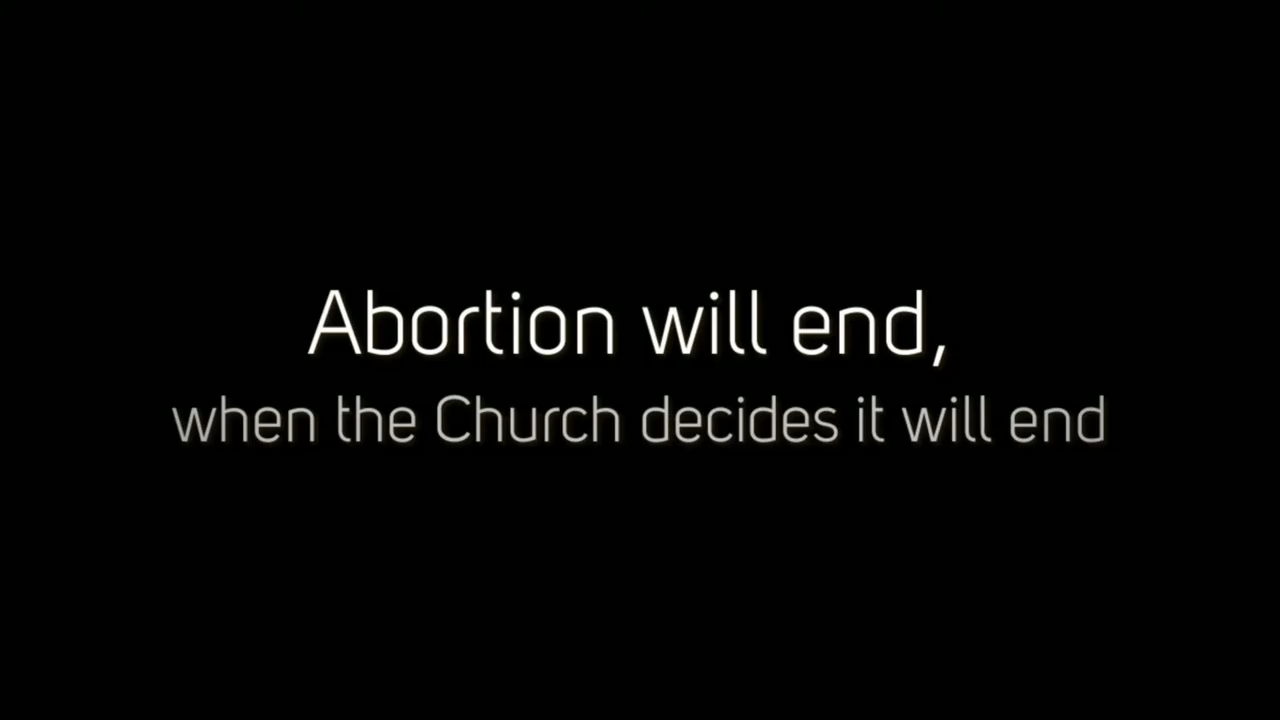 Abortion will end,
when the Church decides it will end